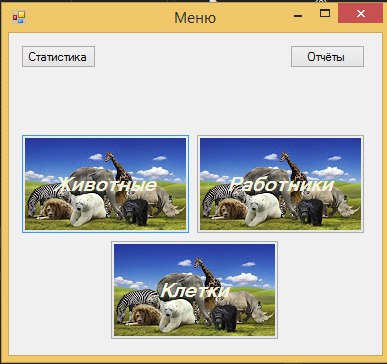 Меню
Статистика
Отчёты
Животные
Работники
Клетки